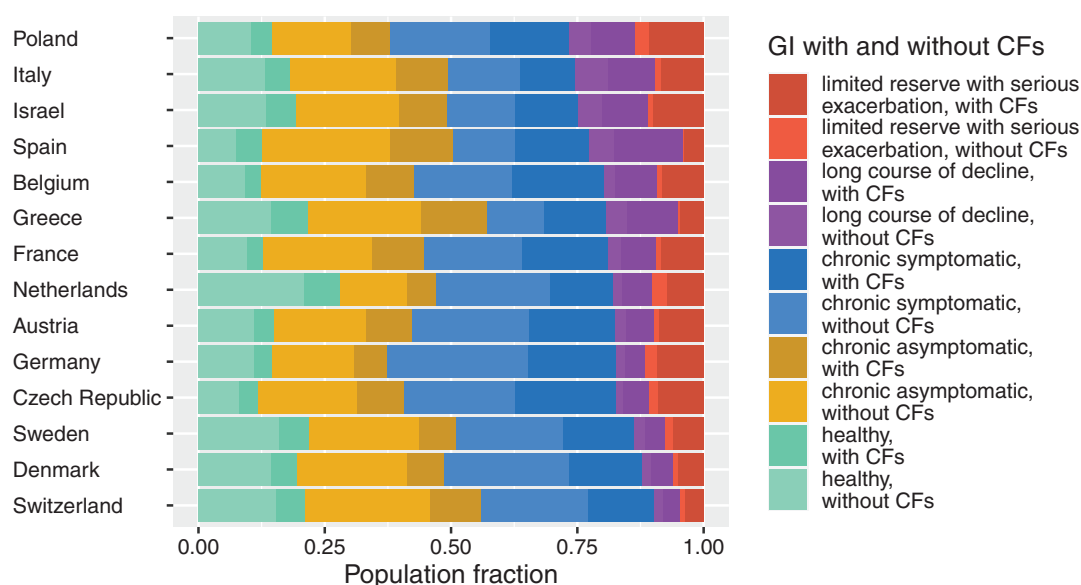 Poland
Italy
Israel
Spain
Belgium
Greece
France
Netherlands
Austria
Germany
Czech Republic
Sweden
Denmark
Switzerland
0.00 0.25 0.50 0.75 1.00
Population fraction
GI with and without CFs
limited reserve with serious
exacerbation, with CFs
limited reserve with serious
exacerbation, without CFs
long course of decline,
with CFs
long course of decline,
without CFs
chronic symptomatic,
with CFs
chronic symptomatic,
without CFs
chronic asymptomatic,
with CFs
chronic asymptomatic,
without CFs
healthy,
with CFs
healthy,
without CFs